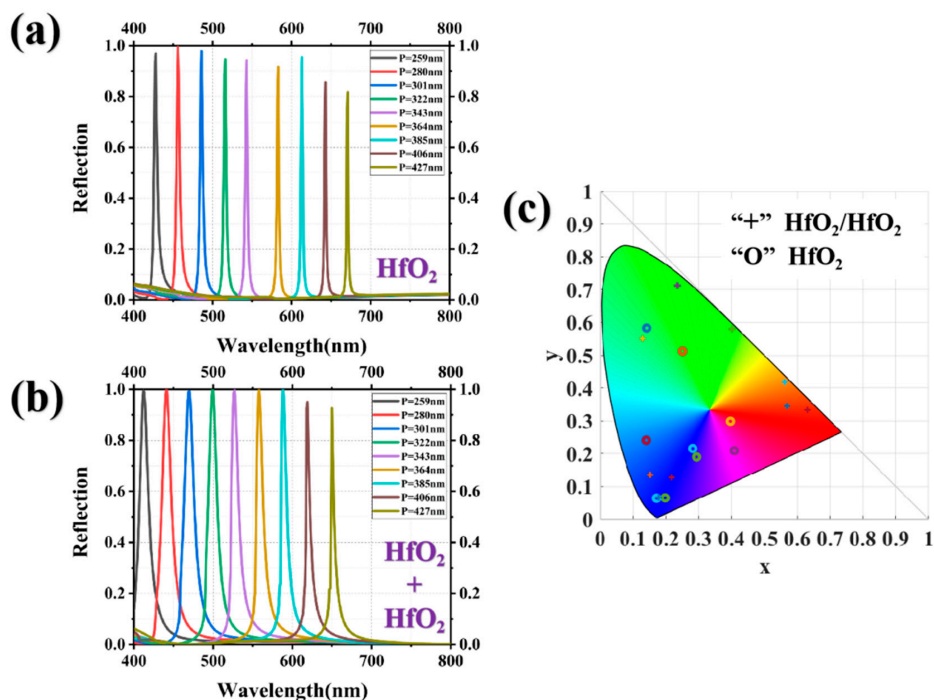 (a)
400 500 600 700 800
1.0 1.0
0.8 0.8
0.6 0.6
0.4 0.4
0.2 0.2
0.0 0.0
400 500 600 700 800
Reflection
Wavelength(nm)
P=259nm
P=280nm
P=301nm
P=322nm
P=343nm
P=364nm
P=385nm
P=406nm
P=427nm
HfO₂
(b)
400 500 600 700 800
1.0 1.0
0.8 0.8
0.6 0.6
0.4 0.4
0.2 0.2
0.0 0.0
400 500 600 700 800
Reflection
Wavelength(nm)
P=259nm
P=280nm
P=301nm
P=322nm
P=343nm
P=364nm
P=385nm
P=406nm
P=427nm
HfO₂
+
HfO₂
(c)
“+” HfO₂/HfO₂
“O” HfO₂
1
0.9
0.8
0.7
0.6
0.5
0.4
0.3
0.2
0.1
0
y
0 0.1 0.2 0.3 0.4 0.5 0.6 0.7 0.8 0.9 1
x